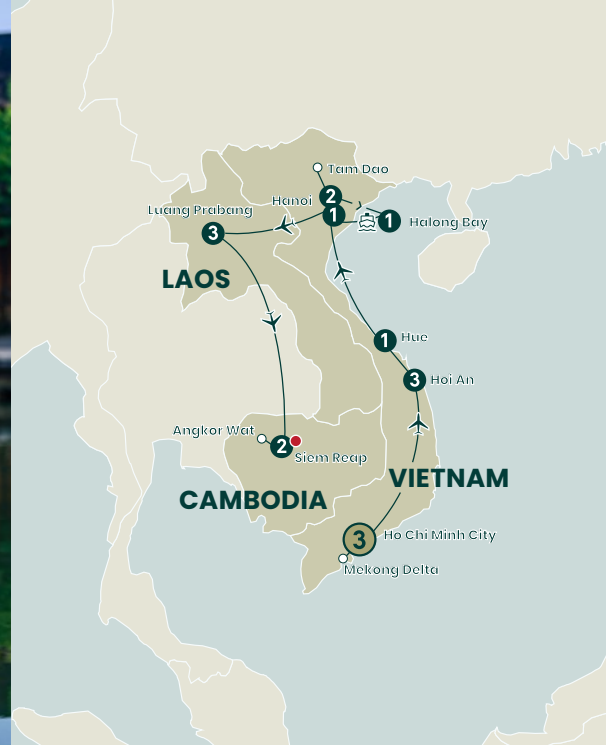 Tam Dao
2
Hanoi
1
Luang Prabang
1
Halong Bay
3
LAOS
1
Hue
3
Hoi An
Angkor Wat
2
Siem Reap
VIETNAM
CAMBODIA
3
Ho Chi Minh City
Mekong Delta